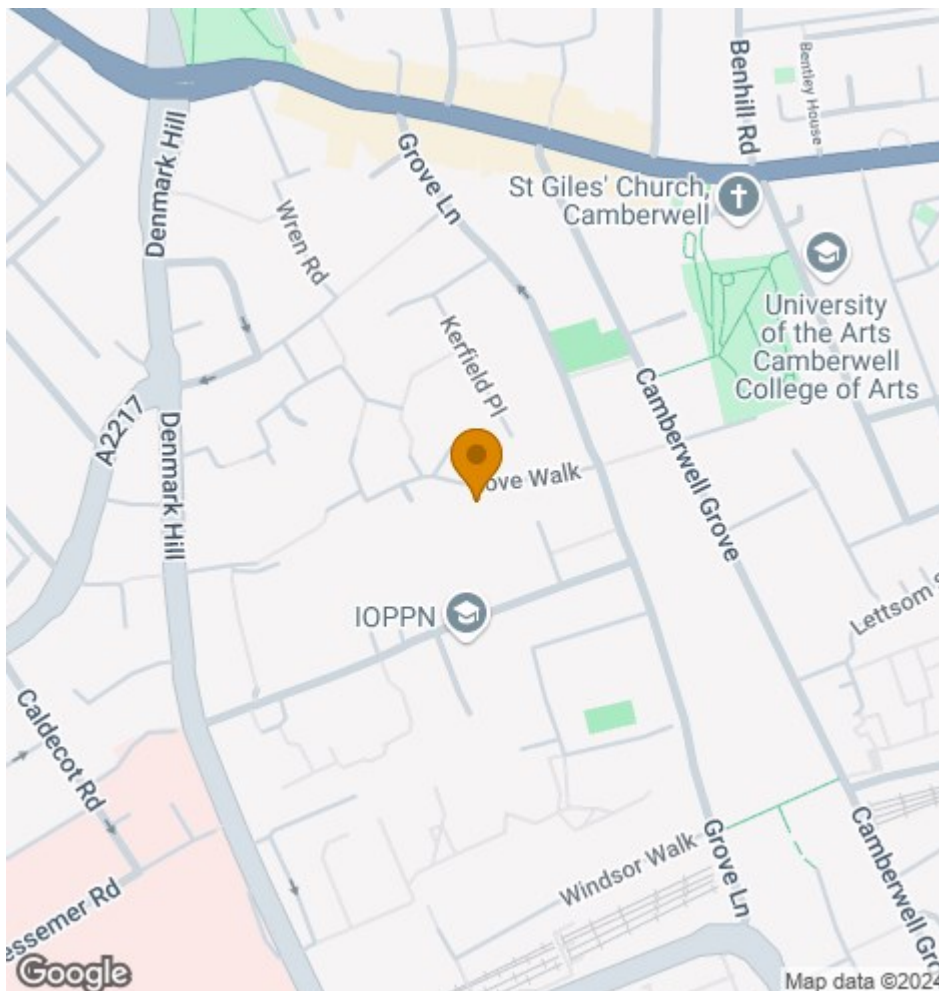 Benhill Rd
Bentley House
Denmark Hill
Grove Ln
St Giles' Church,
Camberwell
Wren Rd
University
of the Arts
Camberwell
College of Arts
Kerfield Pl
A2217
Denmark Hill
ove Walk
Camberwell Grove
IOPPN
Lettsom S
Caldecot Rd
Grove Ln
Windsor Walk
Camberwell Gro
essemer Rd
Google
Map data ©2024